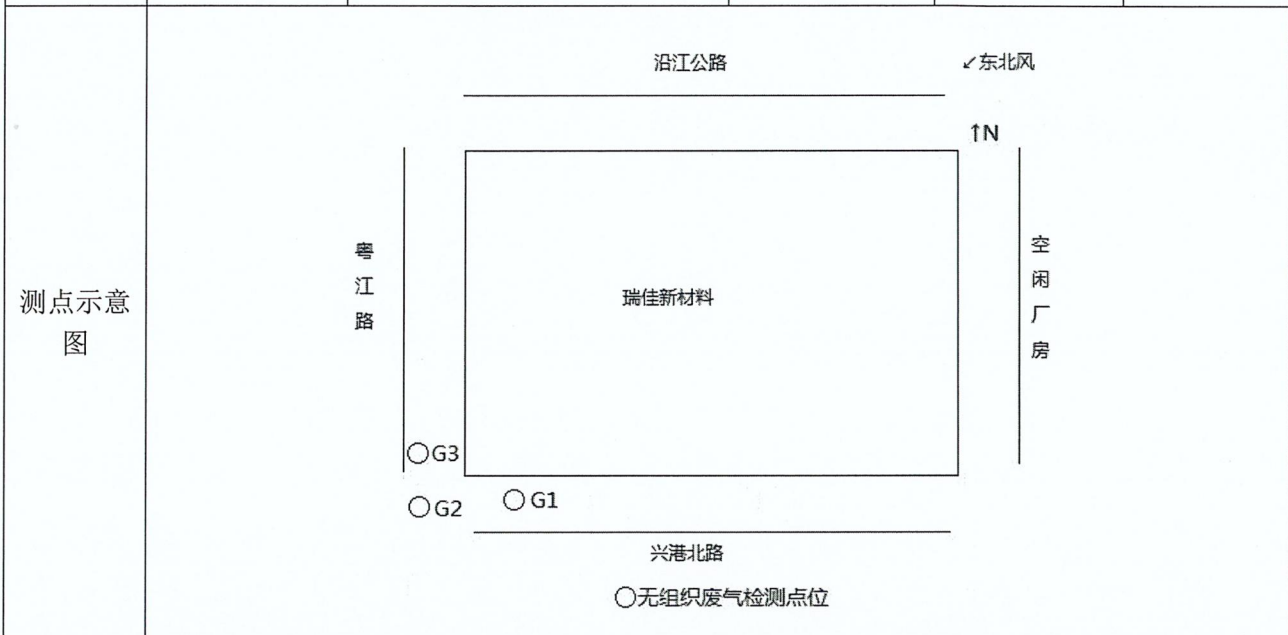 沿江公路
↙东北风
↑N
粤江路
空闲厂房
瑞佳新材料
测点示意
图
○G3
○G2
○G1
兴港北路
○无组织废气检测点位